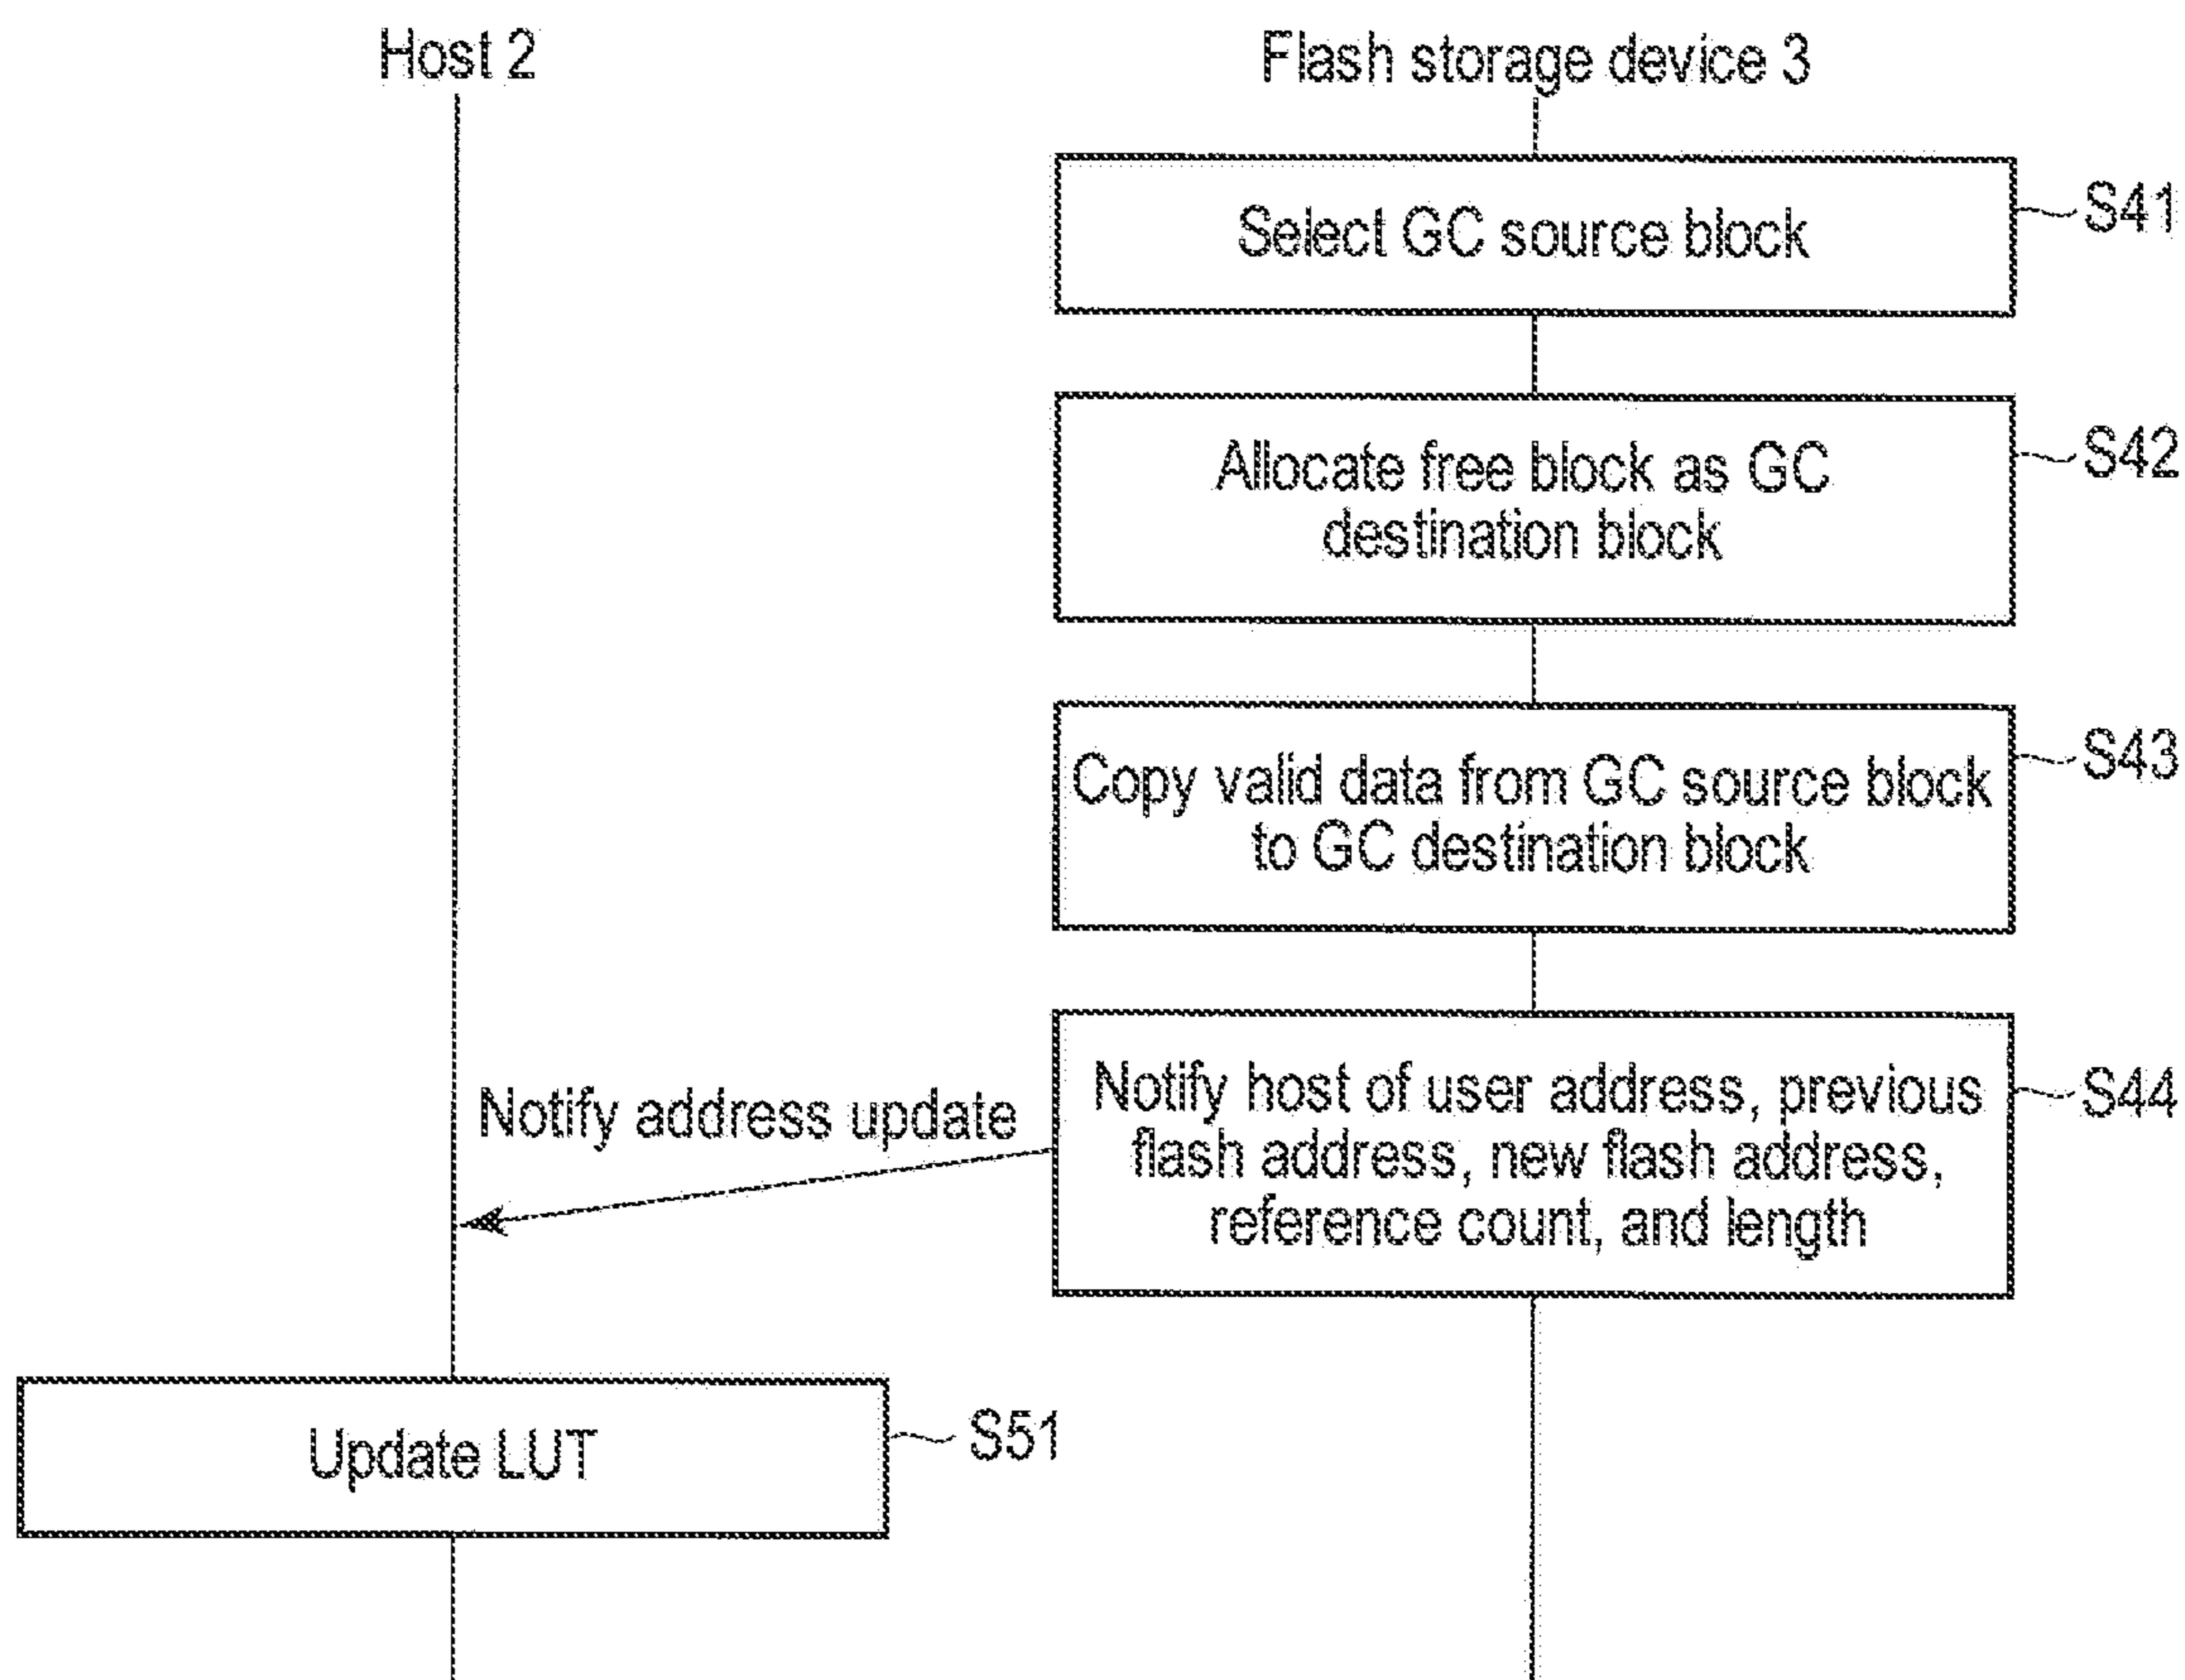 Host 2
Flash storage device 3
Select GC source block
S41
Allocate free block as GC
destination block
S42
Copy valid data from GC source block
to GC destination block
S43
Notify host of user address, previous
flash address, new flash address,
reference count, and length
S44
Notify address update
Update LUT
S51